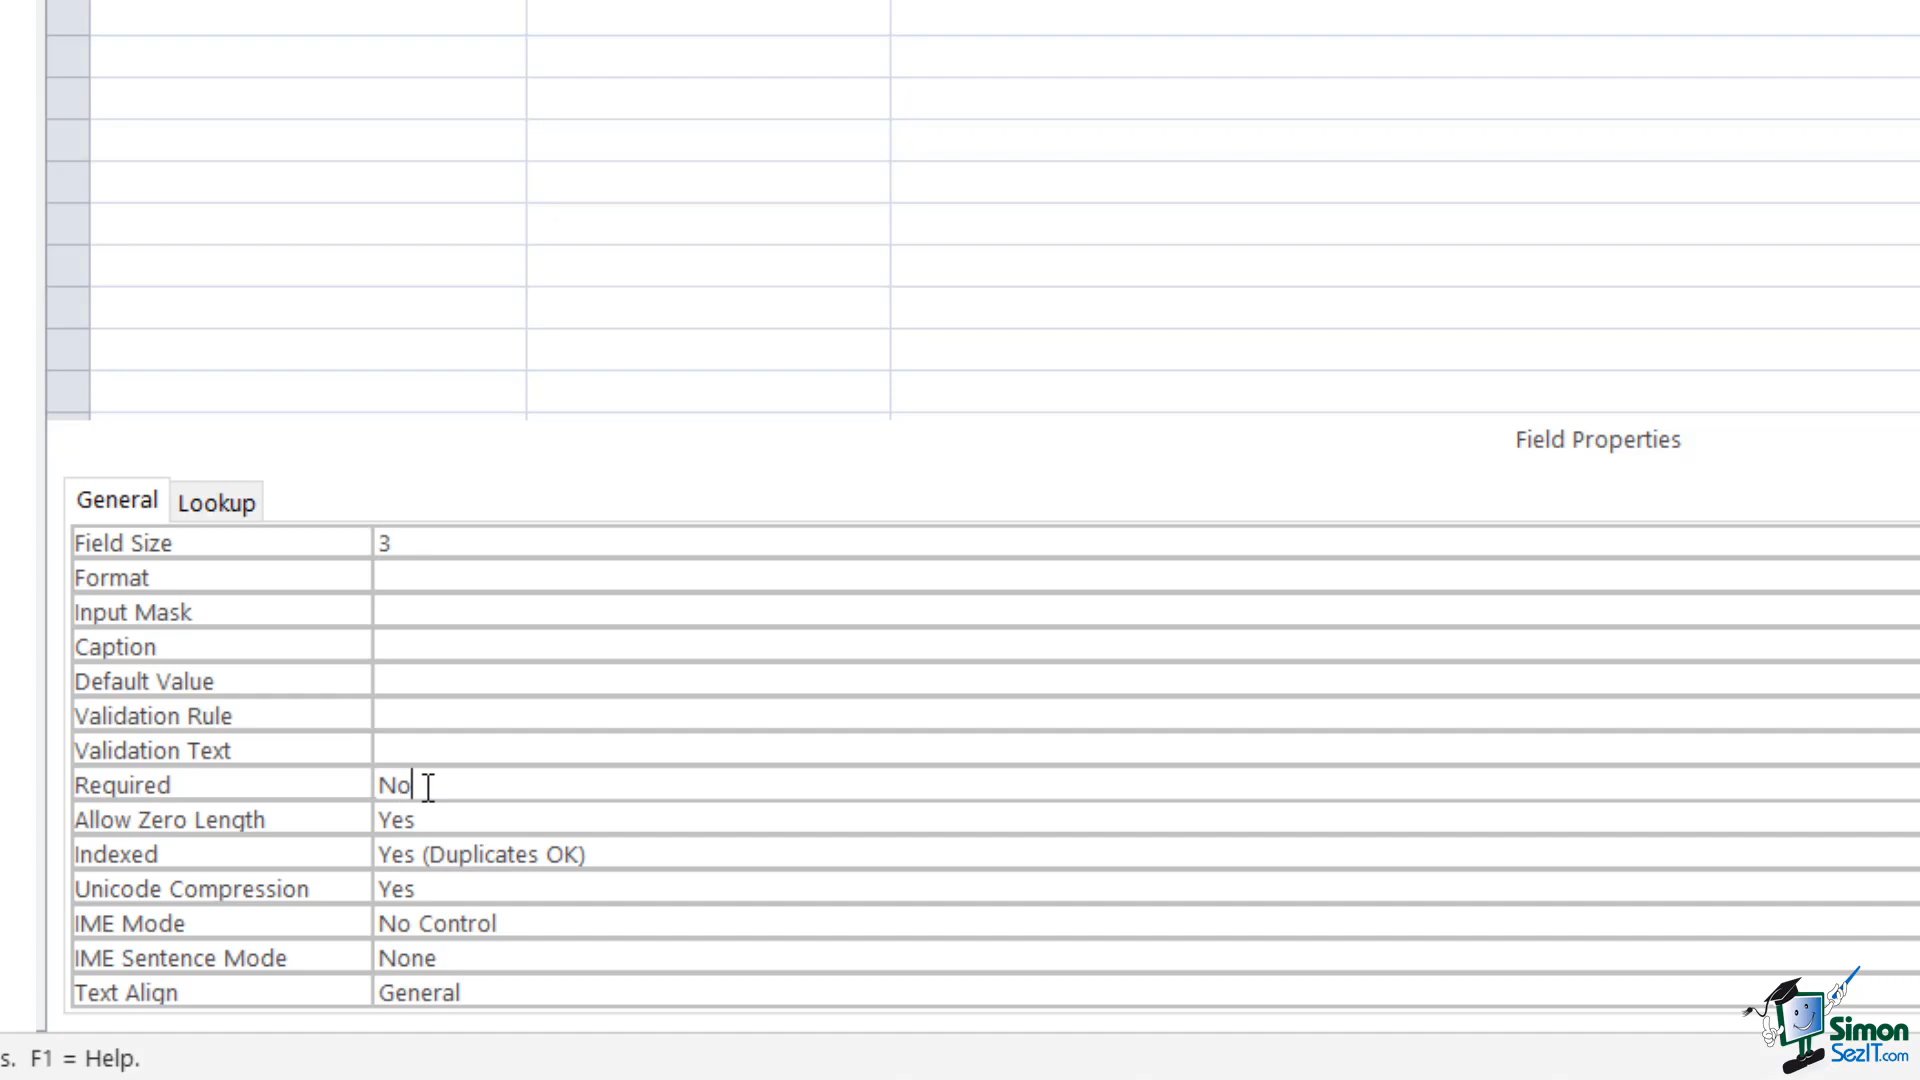 Field Properties
General Lookup
Field Size 3
Format
Input Mask
Caption
Default Value
Validation Rule
Validation Text
Required No
Allow Zero Length Yes
Indexed Yes (Duplicates OK)
Unicode Compression Yes
IME Mode No Control
IME Sentence Mode None
Text Align General
s. F1 = Help.
Simon
SezIT.com